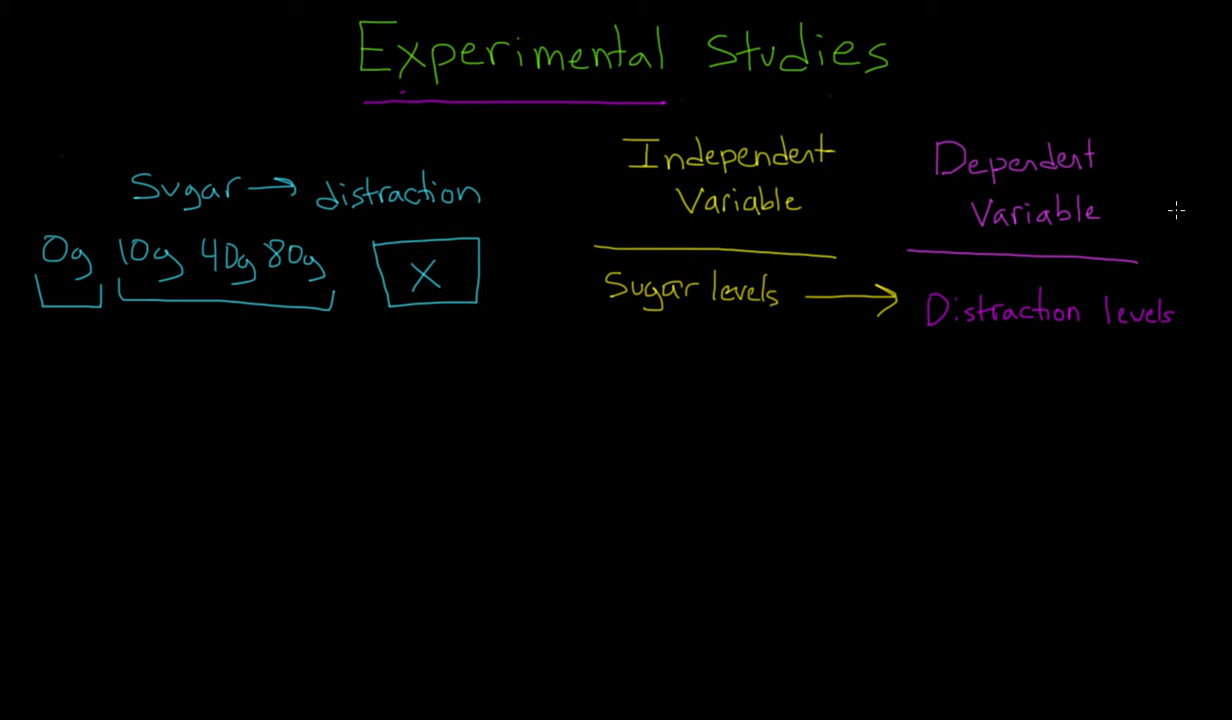 Experimental Studies
Sugar → distraction
0g 10g 40g 80g
X
Independent
Variable
Sugar levels →
Dependent
Variable
Distraction levels